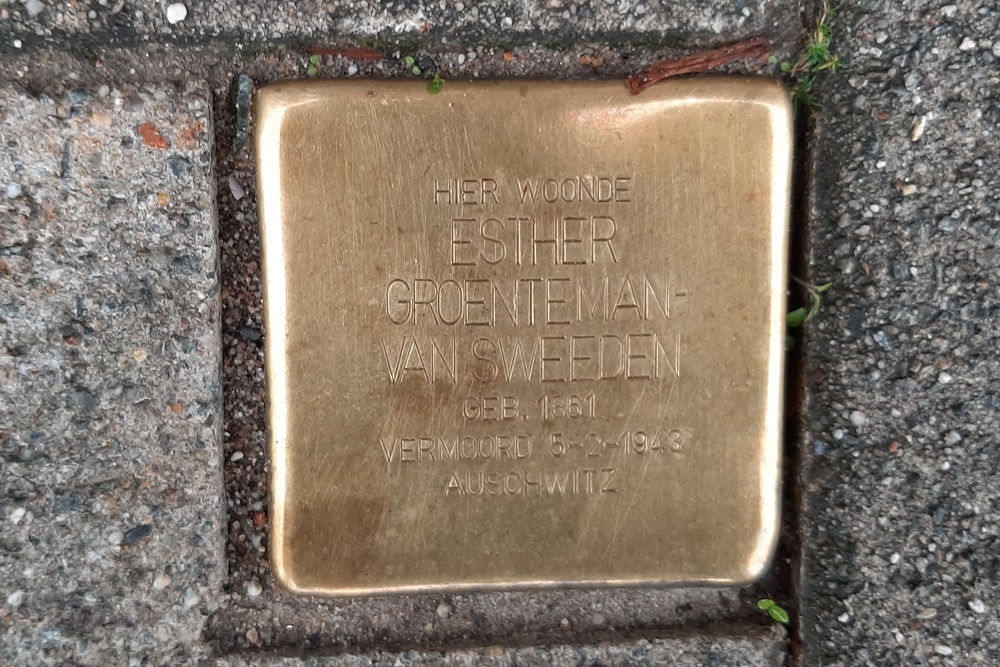 HIER WOONDE
ESTHER
GROENTEMAN-
VAN SWEEDEN
GEB. 1861
VERMOORD 5-2-1943
AUSCHWITZ